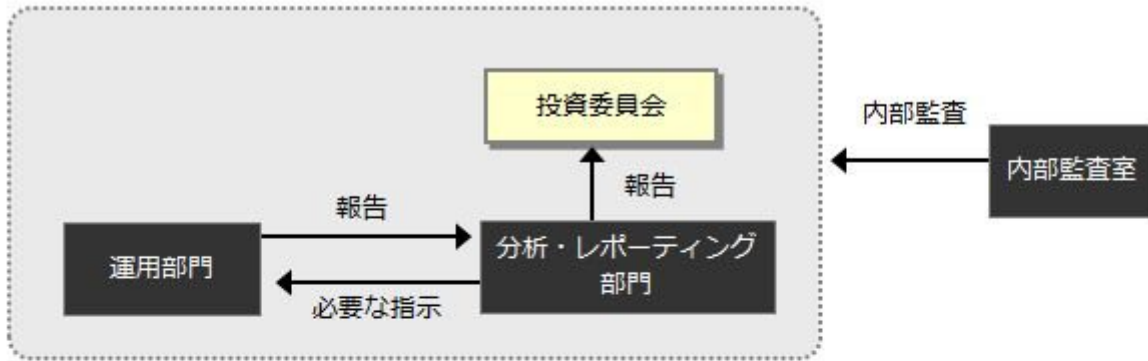 投資委員会
内部監査
内部監査室
報告
報告
運用部門
分析・レポーティング
部門
必要な指示